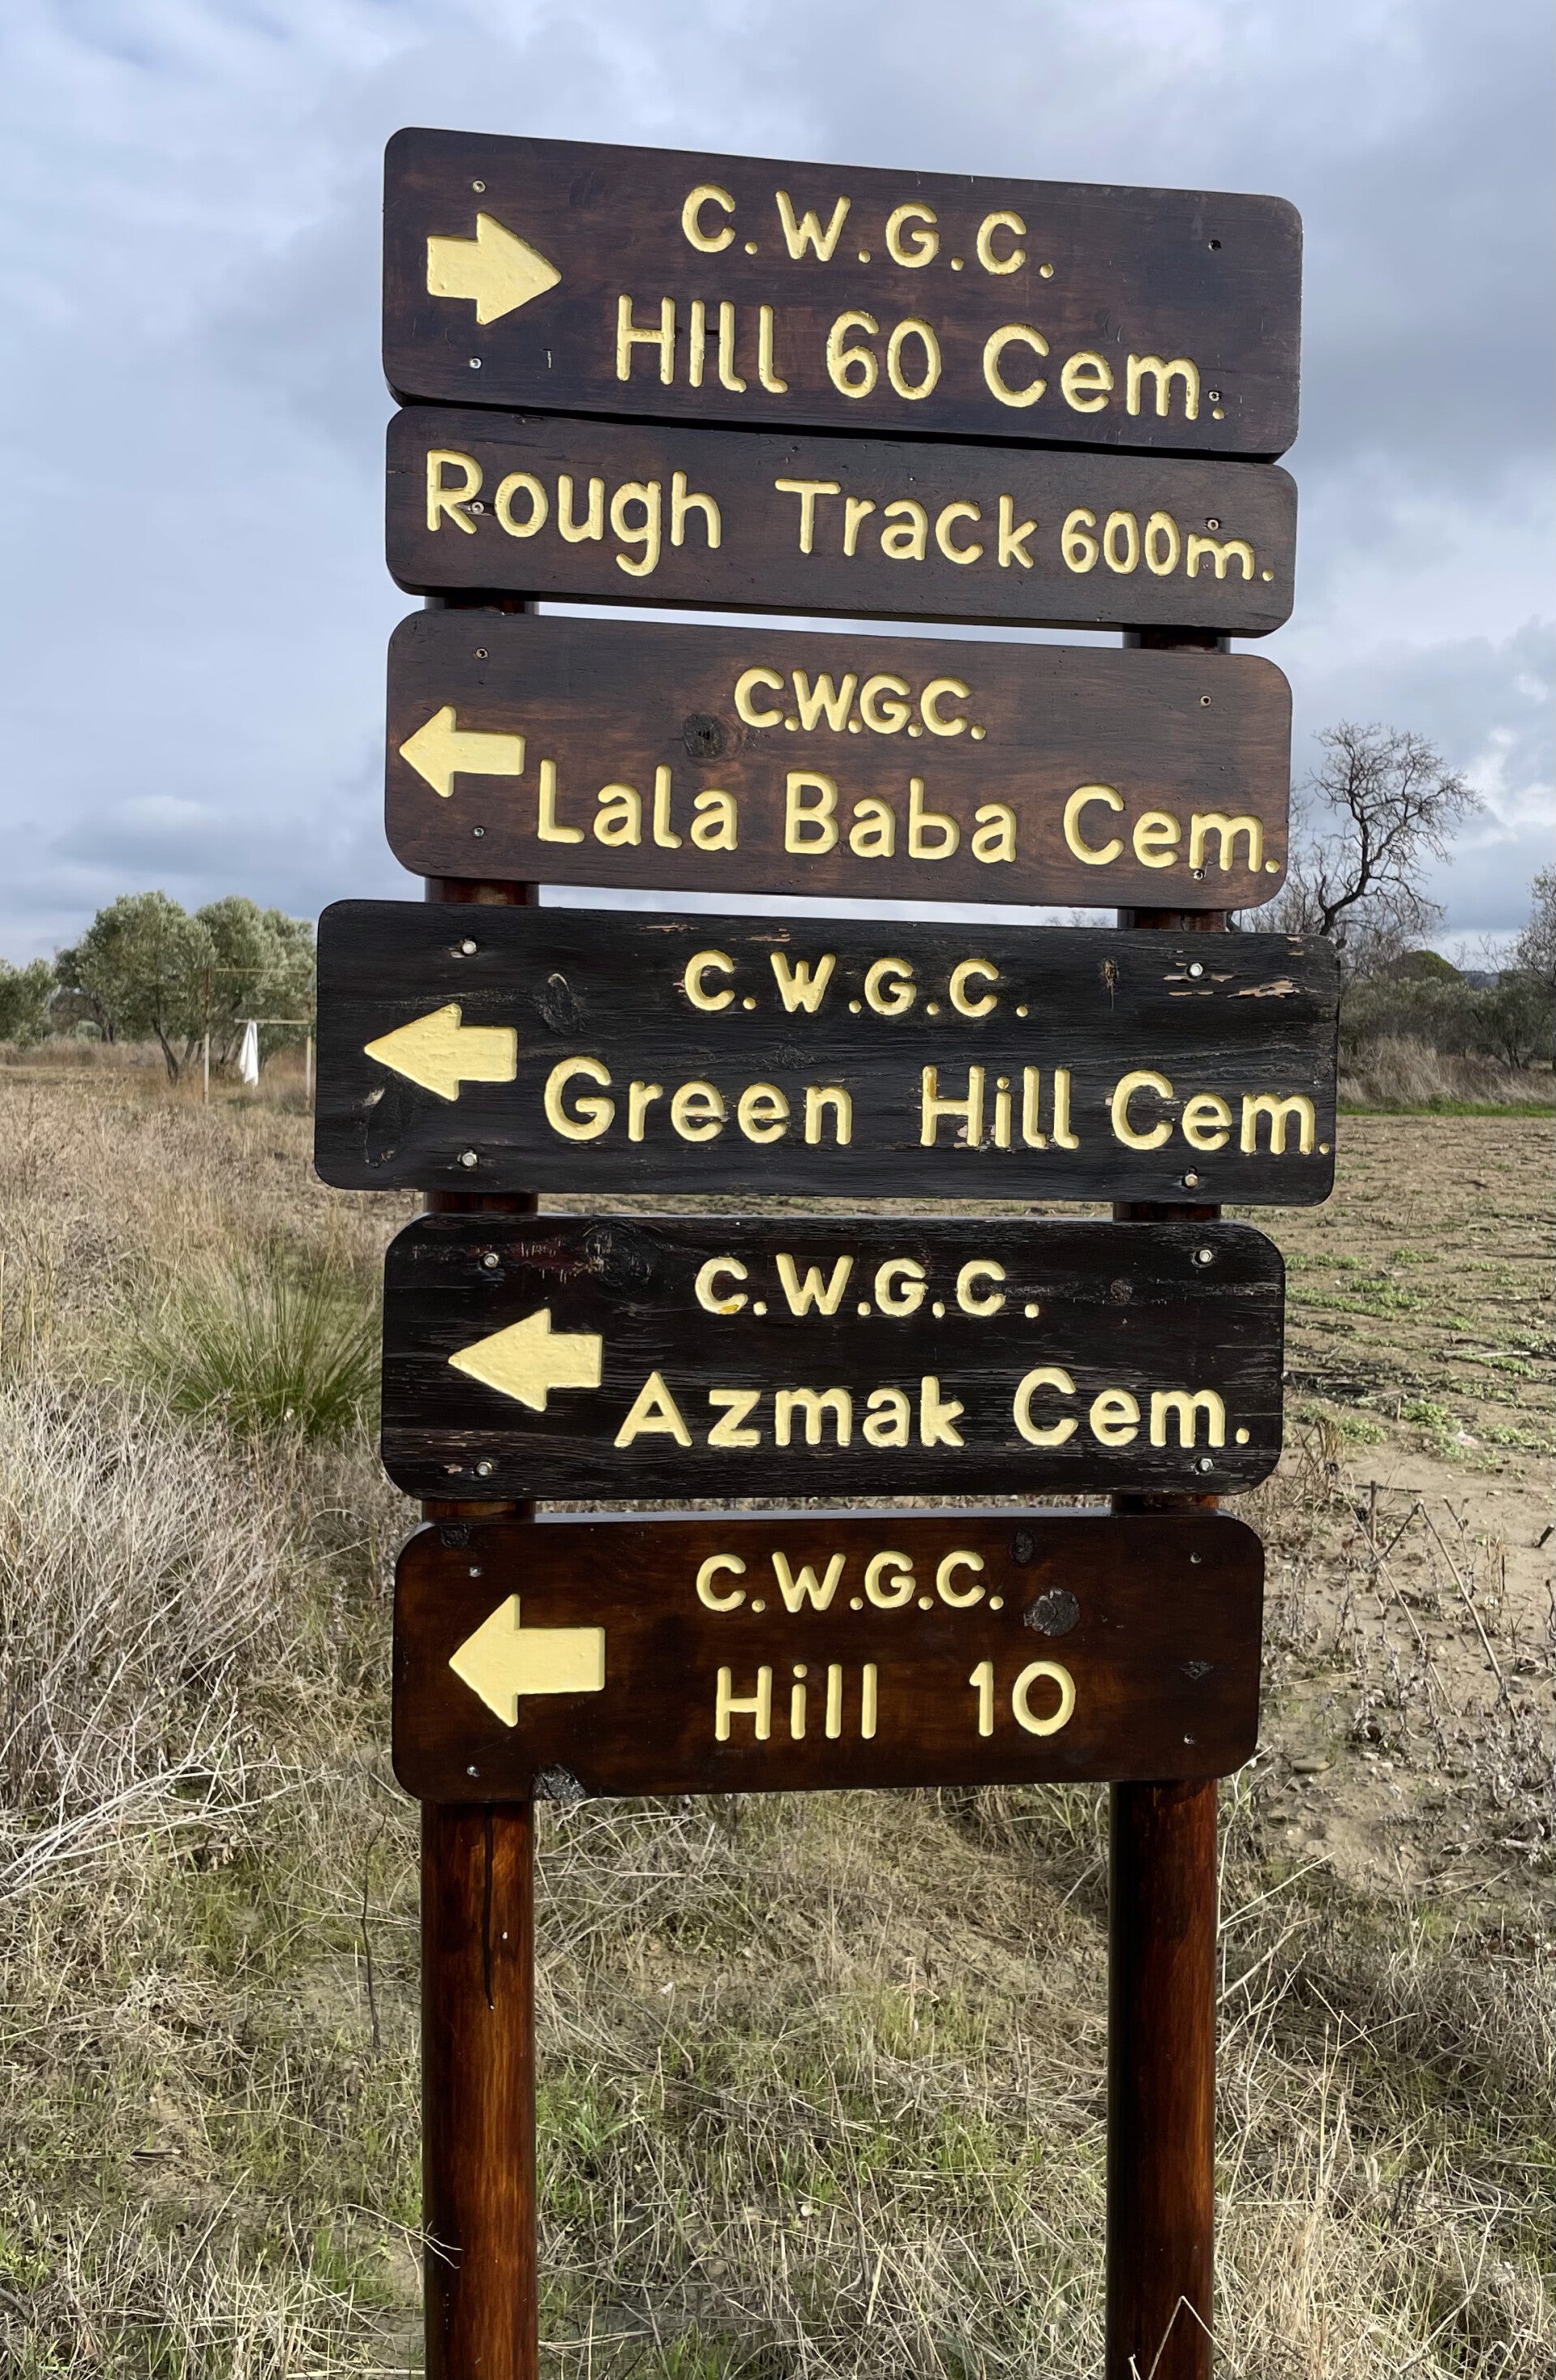 C.W.G.C.
HIll 60 Cem.
Rough Track 600m.
C.W.G.C.
Lala Baba Cem.
C.W.G.C.
Green Hill Cem.
C.W.G.C.
Azmak Cem.
C.W.G.C.
Hill 10